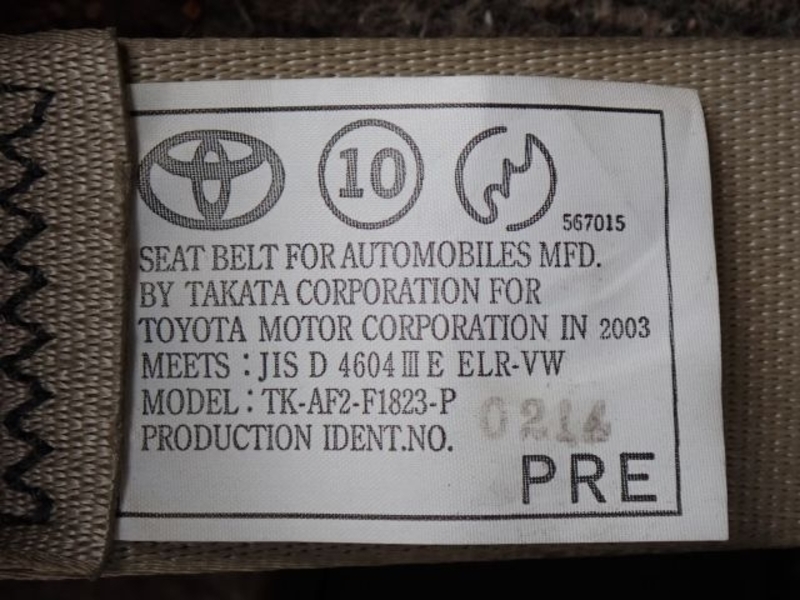 10
567015
SEAT BELT FOR AUTOMOBILES MFD.
BY TAKATA CORPORATION FOR
TOYOTA MOTOR CORPORATION IN 2003
MEETS : JIS D 4604 III E ELR-VW
MODEL : TK-AF2-F1823-P
PRODUCTION IDENT.NO.
PRE